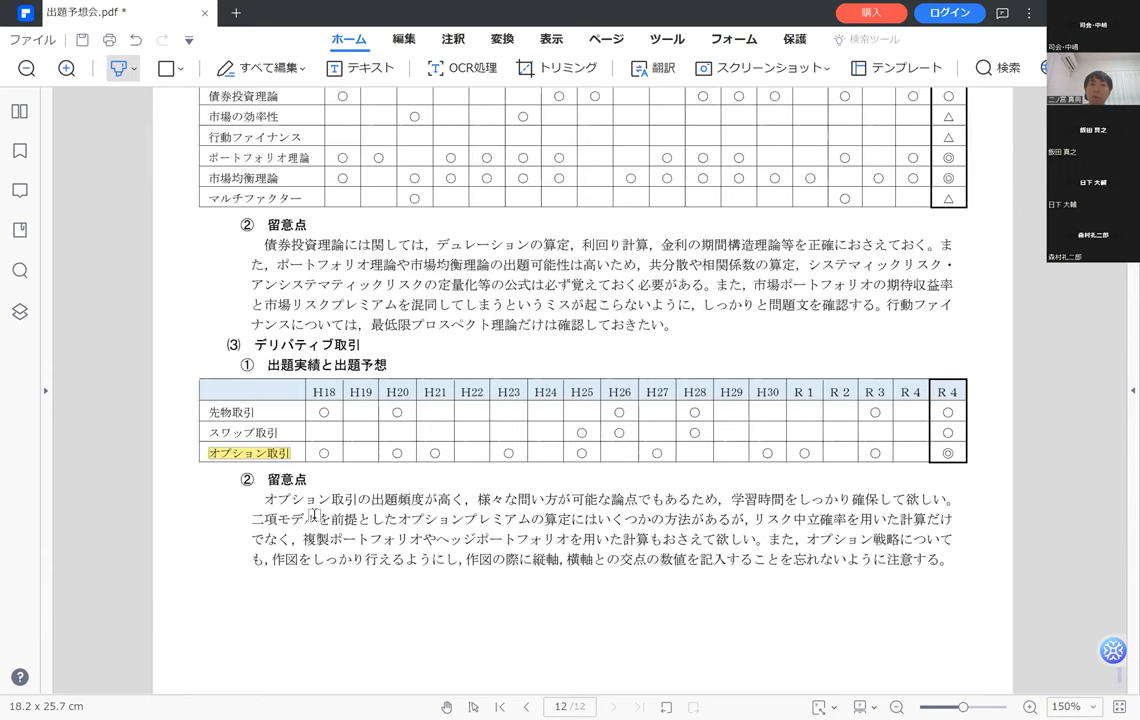 出題予想会.pdf * × +
購入 ログイン
ファイル ホーム 編集 注釈 変換 表示 ページ ツール フォーム 保護 検索ツール
すべて編集 テキスト OCR処理 トリミング 翻訳 スクリーンショット テンプレート 検索
債券投資理論 ○ ○ ○ ○ ○ ○ ○ ○ ○
市場の効率性 ○ ○ △
行動ファイナンス △
ポートフォリオ理論 ○ ○ ○ ○ ○ ○ ○ ○ ○ ○ ○ ◎
市場均衡理論 ○ ○ ○ ○ ○ ○ ○ ○ ○ ○ ○ ○ ○ ○ ◎
マルチファクター ○ ○ △
② 留意点
債券投資理論には関しては，デュレーションの算定，利回り計算，金利の期間構造理論等を正確におさえておく。ま
た，ポートフォリオ理論や市場均衡理論の出題可能性は高いため，共分散や相関係数の算定，システマィックリスク・
アンシステマティックリスクの定量化等の公式は必ず覚えておく必要がある。また，市場ポートフォリオの期待収益率
と市場リスクプレミアムを混同してしまうというミスが起こらないように，しっかりと問題文を確認する。行動ファイ
ナンスについては，最低限プロスペクト理論だけは確認しておきたい。
⑶ デリバティブ取引
① 出題実績と出題予想
H18 H19 H20 H21 H22 H23 H24 H25 H26 H27 H28 H29 H30 R1 R2 R3 R4 R4
先物取引 ○ ○ ○ ○ ○ ○
スワップ取引 ○ ○ ○ ○
オプション取引 ○ ○ ○ ○ ○ ○ ○ ○ ○ ◎
② 留意点
オプション取引の出題頻度が高く，様々な問い方が可能な論点でもあるため，学習時間をしっかり確保して欲しい。
二項モデルを前提としたオプションプレミアムの算定にはいくつかの方法があるが，リスク中立確率を用いた計算だけ
でなく，複製ポートフォリオやヘッジポートフォリオを用いた計算もおさえて欲しい。また，オプション戦略について
も，作図をしっかり行えるようにし，作図の際に縦軸，横軸との交点の数値を記入することを忘れないように注意する。
18.2 x 25.7 cm 12 /12 150%
司会･中嶋
司会･中嶋
二ノ宮 真典
飯田 真之
飯田 真之
日下 大輔
日下 大輔
森村礼二郎
森村礼二郎